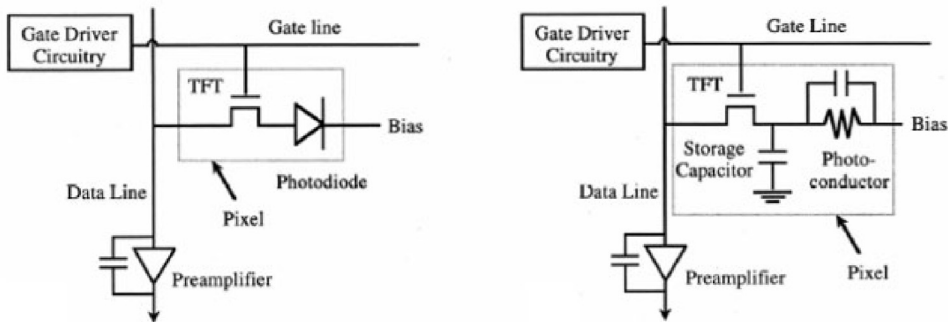 Gate Driver
Circuitry
Gate line
TFT
Bias
Photodiode
Data Line
Pixel
Preamplifier
Gate Driver
Circuitry
Gate Line
TFT
Bias
Storage
Capacitor
Photo-
conductor
Data Line
Preamplifier
Pixel